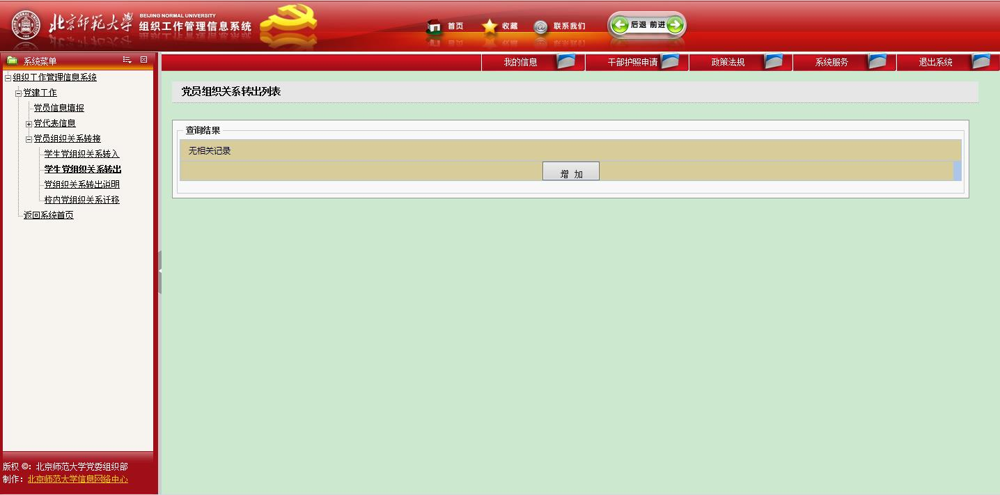 北京师范大学 BEIJING NORMAL UNIVERSITY
组织工作管理信息系统
首页 收藏 联系我们 后退 前进
系统菜单
我的信息 干部护照申请 政策法规 系统服务 退出系统
组织工作管理信息系统
党建工作
党员信息填报
党代表信息
党员组织关系转接
学生党组织关系转入
学生党组织关系转出
党组织关系转出说明
校内党组织关系迁移
返回系统首页
党员组织关系转出列表
查询结果
无相关记录
增 加
版权 ©：北京师范大学党委组织部
制作：北京师范大学信息网络中心